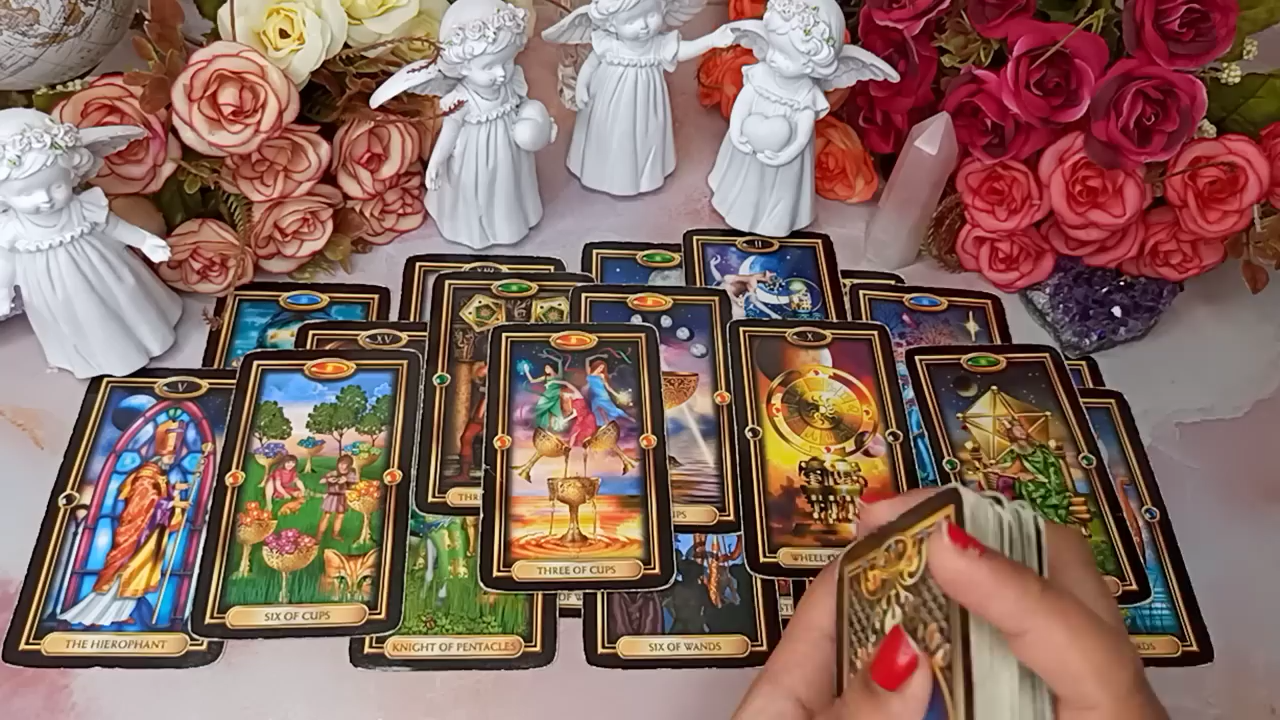 II
XV
V
X
THE HIEROPHANT
SIX OF CUPS
KNIGHT OF PENTACLES
THREE OF CUPS
SIX OF WANDS